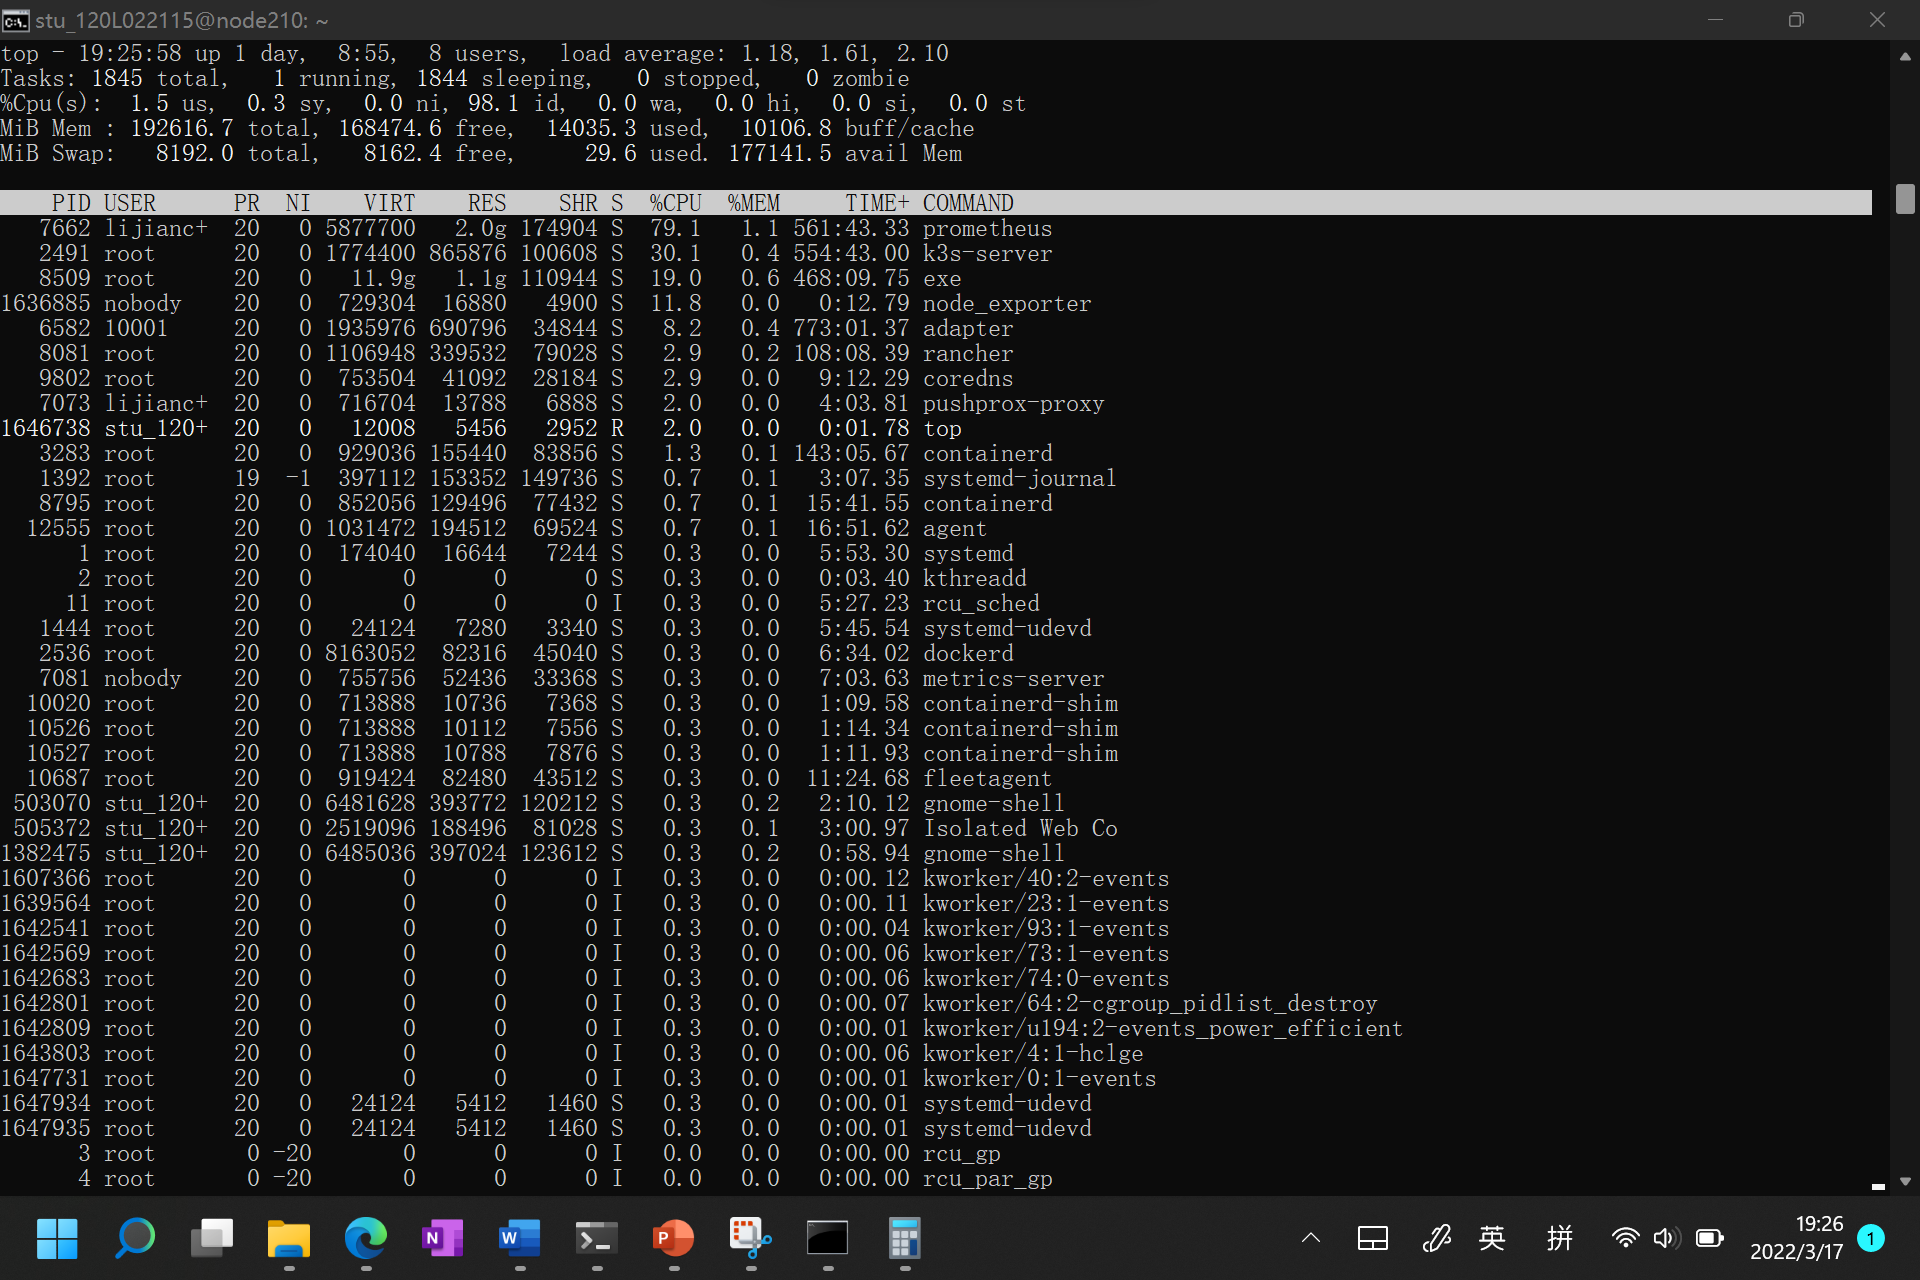 stu_120L022115@node210: ~
top - 19:25:58 up 1 day,  8:55,  8 users,  load average: 1.18, 1.61, 2.10
Tasks: 1845 total,   1 running, 1844 sleeping,   0 stopped,   0 zombie
%Cpu(s):  1.5 us,  0.3 sy,  0.0 ni, 98.1 id,  0.0 wa,  0.0 hi,  0.0 si,  0.0 st
MiB Mem : 192616.7 total, 168474.6 free,  14035.3 used,  10106.8 buff/cache
MiB Swap:   8192.0 total,   8162.4 free,     29.6 used. 177141.5 avail Mem
PID USER PR NI VIRT RES SHR S %CPU %MEM TIME+ COMMAND
7662 lijianc+ 20 0 5877700 2.0g 174904 S 79.1 1.1 561:43.33 prometheus
2491 root 20 0 1774400 865876 100608 S 30.1 0.4 554:43.00 k3s-server
8509 root 20 0 11.9g 1.1g 110944 S 19.0 0.6 468:09.75 exe
1636885 nobody 20 0 729304 16880 4900 S 11.8 0.0 0:12.79 node_exporter
6582 10001 20 0 1935976 690796 34844 S 8.2 0.4 773:01.37 adapter
8081 root 20 0 1106948 339532 79028 S 2.9 0.2 108:08.39 rancher
9802 root 20 0 753504 41092 28184 S 2.9 0.0 9:12.29 coredns
7073 lijianc+ 20 0 716704 13788 6888 S 2.0 0.0 4:03.81 pushprox-proxy
1646738 stu_120+ 20 0 12008 5456 2952 R 2.0 0.0 0:01.78 top
3283 root 20 0 929036 155440 83856 S 1.3 0.1 143:05.67 containerd
1392 root 19 -1 397112 153352 149736 S 0.7 0.1 3:07.35 systemd-journal
8795 root 20 0 852056 129496 77432 S 0.7 0.1 15:41.55 containerd
12555 root 20 0 1031472 194512 69524 S 0.7 0.1 16:51.62 agent
1 root 20 0 174040 16644 7244 S 0.3 0.0 5:53.30 systemd
2 root 20 0 0 0 0 S 0.3 0.0 0:03.40 kthreadd
11 root 20 0 0 0 0 I 0.3 0.0 5:27.23 rcu_sched
1444 root 20 0 24124 7280 3340 S 0.3 0.0 5:45.54 systemd-udevd
2536 root 20 0 8163052 82316 45040 S 0.3 0.0 6:34.02 dockerd
7081 nobody 20 0 755756 52436 33368 S 0.3 0.0 7:03.63 metrics-server
10020 root 20 0 713888 10736 7368 S 0.3 0.0 1:09.58 containerd-shim
10526 root 20 0 713888 10112 7556 S 0.3 0.0 1:14.34 containerd-shim
10527 root 20 0 713888 10788 7876 S 0.3 0.0 1:11.93 containerd-shim
10687 root 20 0 919424 82480 43512 S 0.3 0.0 11:24.68 fleetagent
503070 stu_120+ 20 0 6481628 393772 120212 S 0.3 0.2 2:10.12 gnome-shell
505372 stu_120+ 20 0 2519096 188496 81028 S 0.3 0.1 3:00.97 Isolated Web Co
1382475 stu_120+ 20 0 6485036 397024 123612 S 0.3 0.2 0:58.94 gnome-shell
1607366 root 20 0 0 0 0 I 0.3 0.0 0:00.12 kworker/40:2-events
1639564 root 20 0 0 0 0 I 0.3 0.0 0:00.11 kworker/23:1-events
1642541 root 20 0 0 0 0 I 0.3 0.0 0:00.04 kworker/93:1-events
1642569 root 20 0 0 0 0 I 0.3 0.0 0:00.06 kworker/73:1-events
1642683 root 20 0 0 0 0 I 0.3 0.0 0:00.06 kworker/74:0-events
1642801 root 20 0 0 0 0 I 0.3 0.0 0:00.07 kworker/64:2-cgroup_pidlist_destroy
1642809 root 20 0 0 0 0 I 0.3 0.0 0:00.01 kworker/u194:2-events_power_efficient
1643803 root 20 0 0 0 0 I 0.3 0.0 0:00.06 kworker/4:1-hclge
1647731 root 20 0 0 0 0 I 0.3 0.0 0:00.01 kworker/0:1-events
1647934 root 20 0 24124 5412 1460 S 0.3 0.0 0:00.01 systemd-udevd
1647935 root 20 0 24124 5412 1460 S 0.3 0.0 0:00.01 systemd-udevd
3 root 0 -20 0 0 0 I 0.0 0.0 0:00.00 rcu_gp
4 root 0 -20 0 0 0 I 0.0 0.0 0:00.00 rcu_par_gp
英 拼 19:26
2022/3/17 1